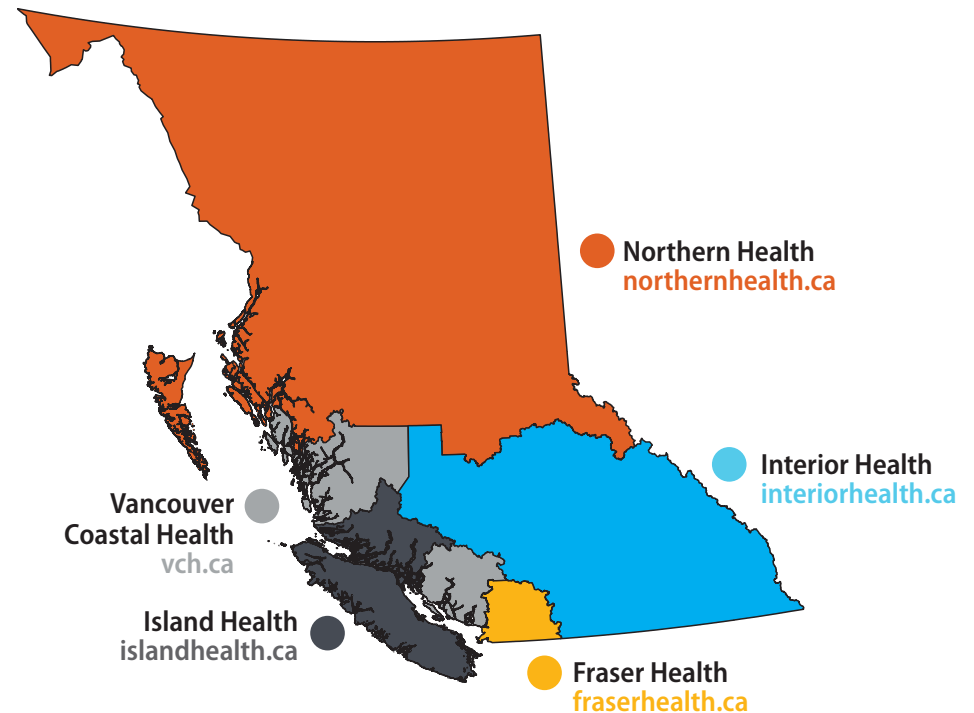 Northern Health
northernhealth.ca
Interior Health
interiorhealth.ca
Vancouver
Coastal Health
vch.ca
Island Health
islandhealth.ca
Fraser Health
fraserhealth.ca